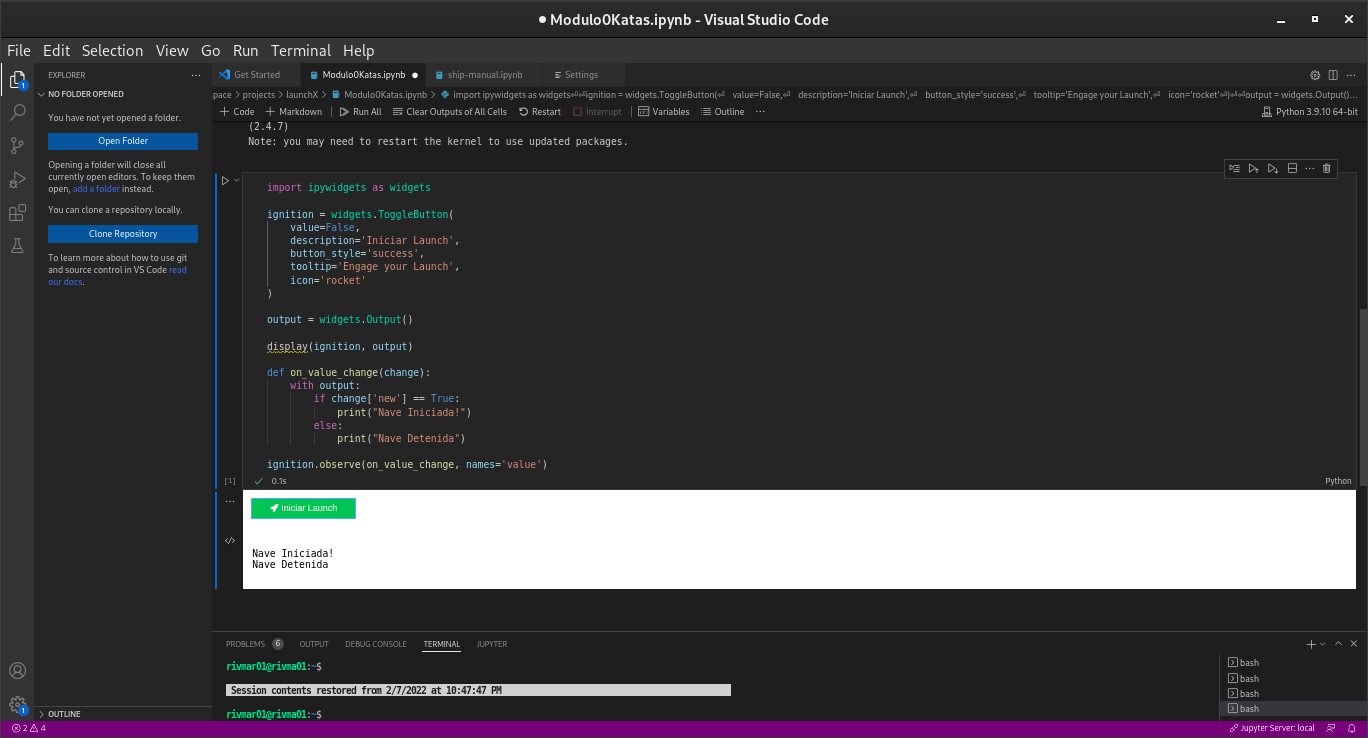 ● Modulo0Katas.ipynb - Visual Studio Code
File Edit Selection View Go Run Terminal Help
EXPLORER ···
NO FOLDER OPENED
You have not yet opened a folder.
Open Folder
Opening a folder will close all
currently open editors. To keep them
open, add a folder instead.
You can clone a repository locally.
Clone Repository
To learn more about how to use git
and source control in VS Code read
our docs.
OUTLINE
Get Started Modulo0Katas.ipynb ● ship-manual.ipynb Settings
pace > projects > launchX > Modulo0Katas.ipynb > import ipywidgets as widgets⏎⏎ignition = widgets.ToggleButton(⏎ value=False,⏎ description='Iniciar Launch',⏎ button_style='success',⏎ tooltip='Engage your Launch',⏎ icon='rocket'⏎)⏎⏎output = widgets.Output()...
+ Code + Markdown Run All Clear Outputs of All Cells Restart Interrupt Variables Outline ··· Python 3.9.10 64-bit
(2.4.7)
Note: you may need to restart the kernel to use updated packages.
import ipywidgets as widgets
ignition = widgets.ToggleButton(
value=False,
description='Iniciar Launch',
button_style='success',
tooltip='Engage your Launch',
icon='rocket'
)
output = widgets.Output()
display(ignition, output)
def on_value_change(change):
with output:
if change['new'] == True:
print("Nave Iniciada!")
else:
print("Nave Detenida")
ignition.observe(on_value_change, names='value')
[1] ✓ 0.1s Python
Iniciar Launch
Nave Iniciada!
Nave Detenida
PROBLEMS 6 OUTPUT DEBUG CONSOLE TERMINAL JUPYTER
rivmar01@rivma01:~$
Session contents restored from 2/7/2022 at 10:47:47 PM
rivmar01@rivma01:~$
bash
bash
bash
bash
1
1
2 4 Jupyter Server: local